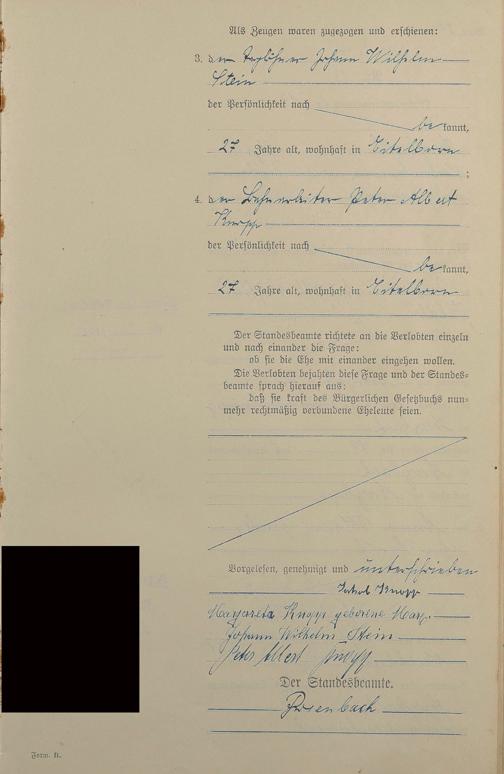 Als Zeugen waren zugezogen und erschienen:
3. der Taglöhner Johann Wilhelm
Stein
der Persönlichkeit nach
bekannt,
27 Jahre alt, wohnhaft in Eitelborn
;
4. der Bahnarbeiter Peter Albert
Knopp
der Persönlichkeit nach
bekannt,
27 Jahre alt, wohnhaft in Eitelborn
Der Standesbeamte richtete an die Verlobten einzeln
und nach einander die Frage:
ob sie die Ehe mit einander eingehen wollen.
Die Verlobten bejahten diese Frage und der Standes-
beamte sprach hierauf aus:
daß sie kraft des Bürgerlichen Gesetzbuchs nun-
mehr rechtmäßig verbundene Eheleute seien.
Vorgelesen, genehmigt und unterschrieben
Jakob Knopp
Margareta Knopp geborene
Johann Wilhelm Stein
Peter Albert Knopp
Der Standesbeamte.
Form. B.